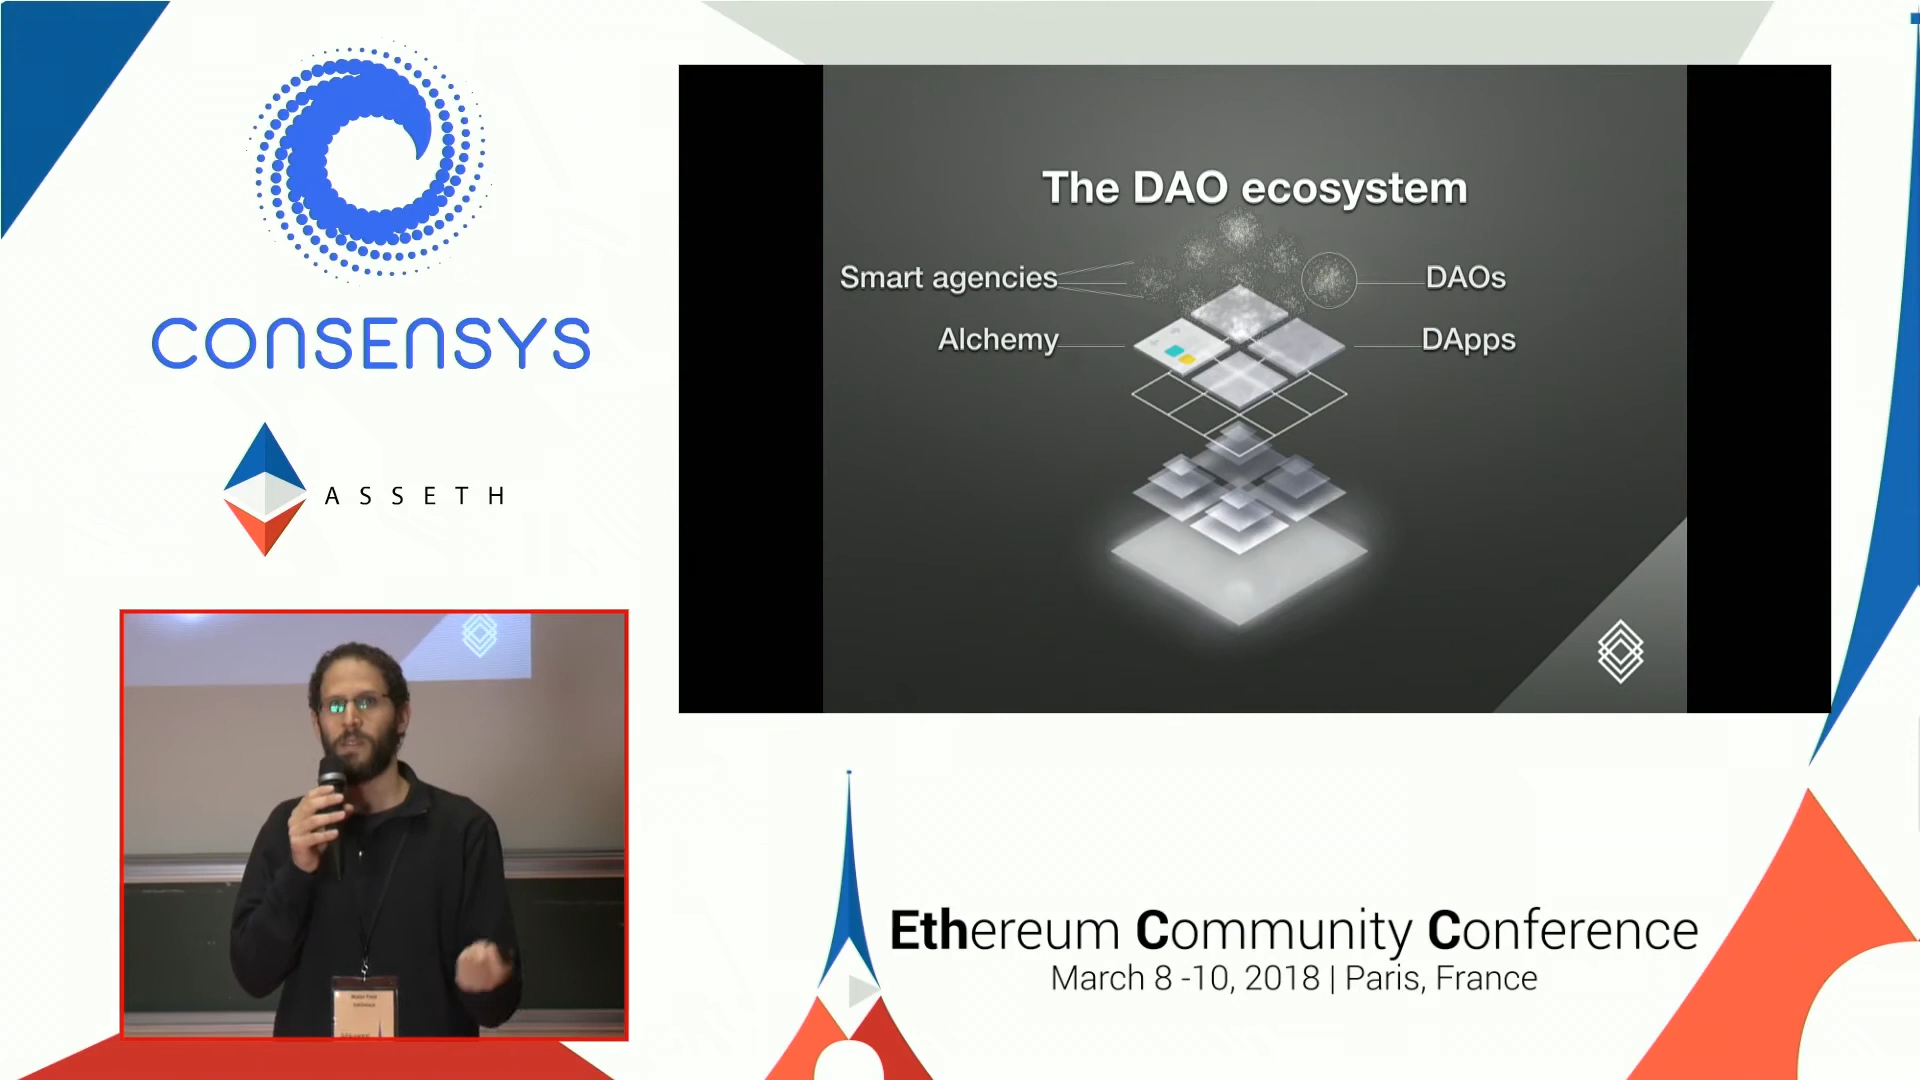 CONSENSYS
ASSETH
The DAO ecosystem
Smart agencies
DAOs
Alchemy
DApps
Ethereum Community Conference
March 8 -10, 2018 | Paris, France